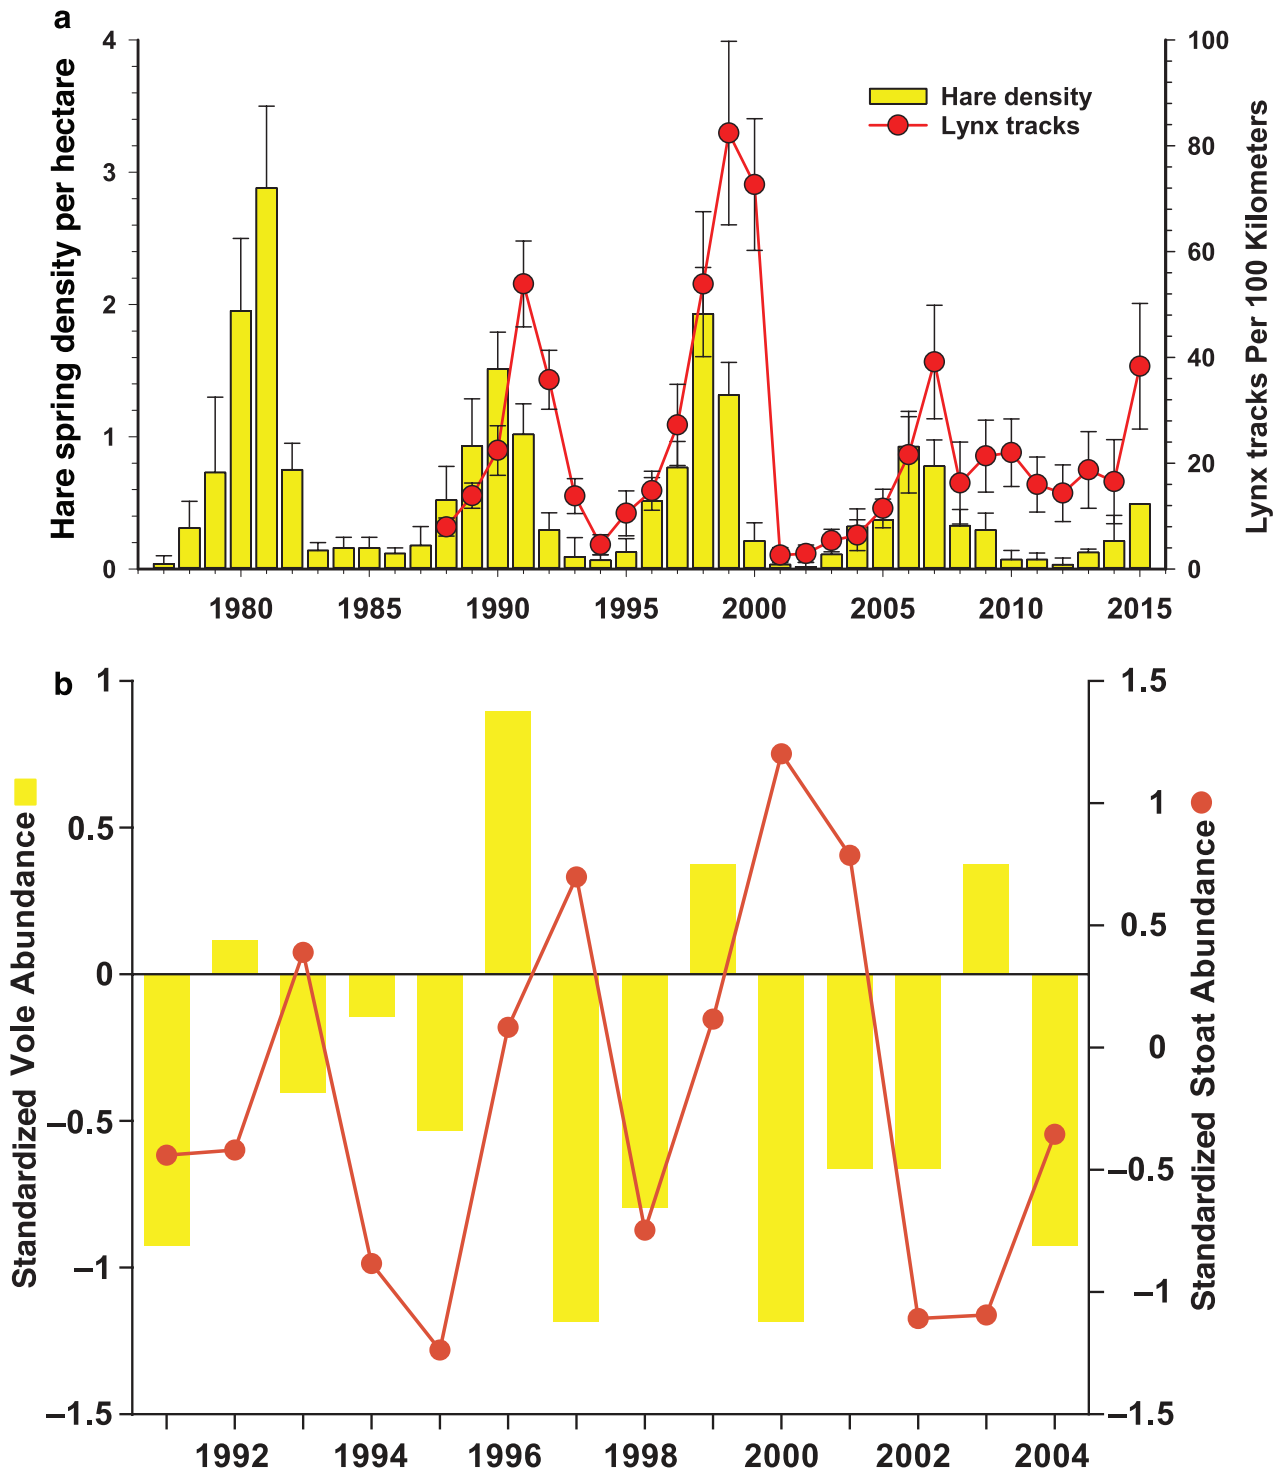 a
Hare spring density per hectare
4
3
2
1
0
Hare density
Lynx tracks
100
80
60
40
20
0
Lynx tracks Per 100 Kilometers
1980 1985 1990 1995 2000 2005 2010 2015
b
Standardized Vole Abundance
1
0.5
0
−0.5
−1
−1.5
1.5
1
0.5
0
−0.5
−1
−1.5
Standardized Stoat Abundance
1992 1994 1996 1998 2000 2002 2004